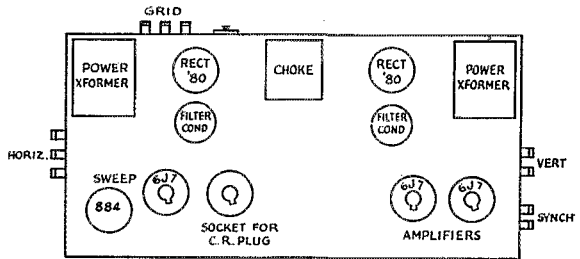 GRID
POWER
XFORMER
RECT
'80
CHOKE
RECT
'80
POWER
XFORMER
FILTER
COND
FILTER
COND
HORIZ.
VERT
SWEEP
6J7
884
SOCKET FOR
C.R. PLUG
6J7
6J7
AMPLIFIERS
SYNCH